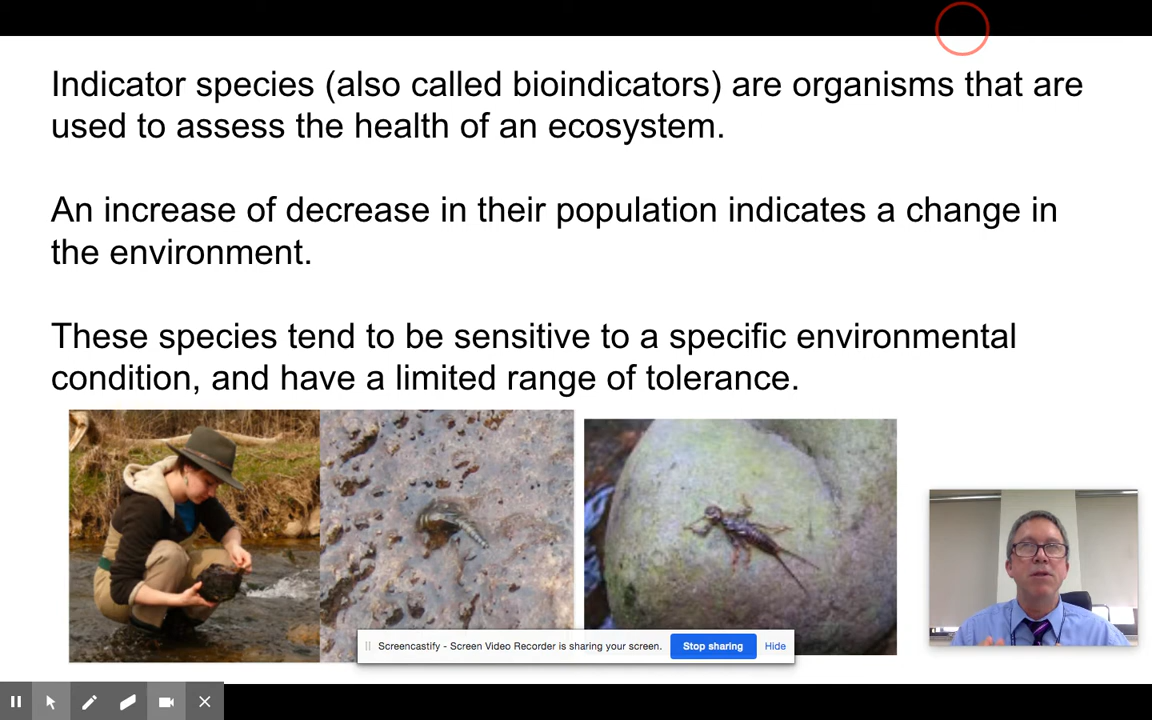 Indicator species (also called bioindicators) are organisms that are
used to assess the health of an ecosystem.
An increase of decrease in their population indicates a change in
the environment.
These species tend to be sensitive to a specific environmental
condition, and have a limited range of tolerance.
Screencastify - Screen Video Recorder is sharing your screen. Stop sharing Hide